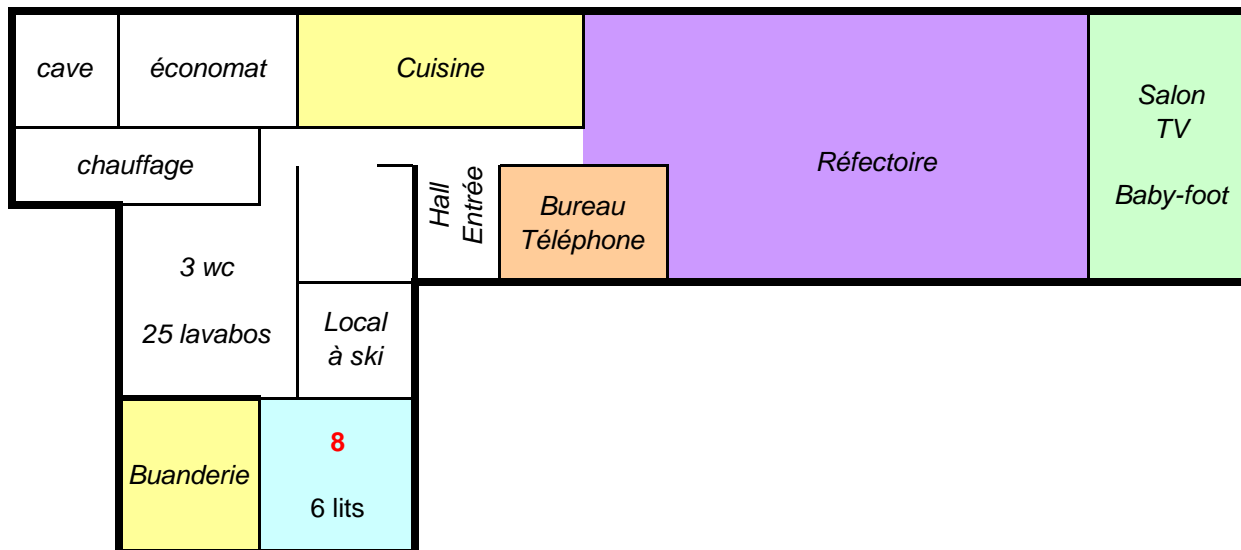 cave
économat
Cuisine
Salon
TV
Baby-foot
chauffage
Réfectoire
Hall
Entrée
Bureau
Téléphone
3 wc
25 lavabos
Local
à ski
Buanderie
8
6 lits